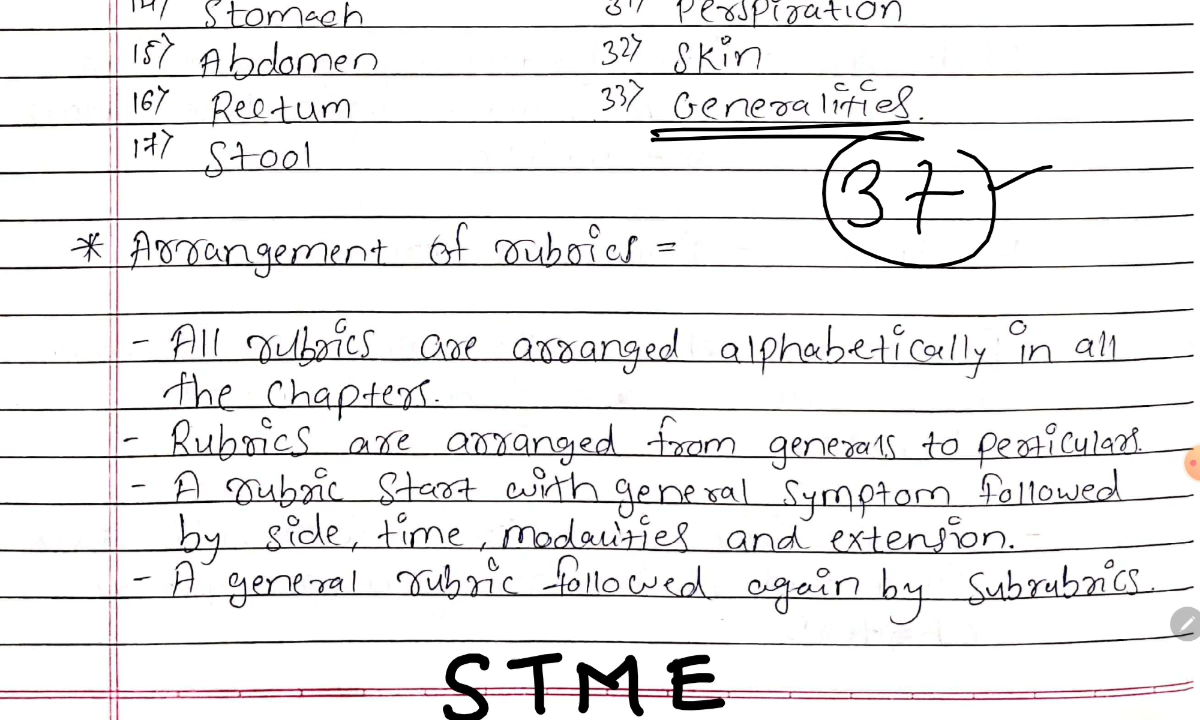 14) Stomach 31) Perspiration
15) Abdomen 32) Skin
16) Rectum 33) Generalities.
17) Stool
37
* Arrangement of rubrics =
- All rubrics are arranged alphabetically in all
the chapters.
- Rubrics are arranged from generals to perticulars.
- A rubric start with general symptom followed
by side, time, modalities and extension.
- A general rubric followed again by Subrubrics.
STME